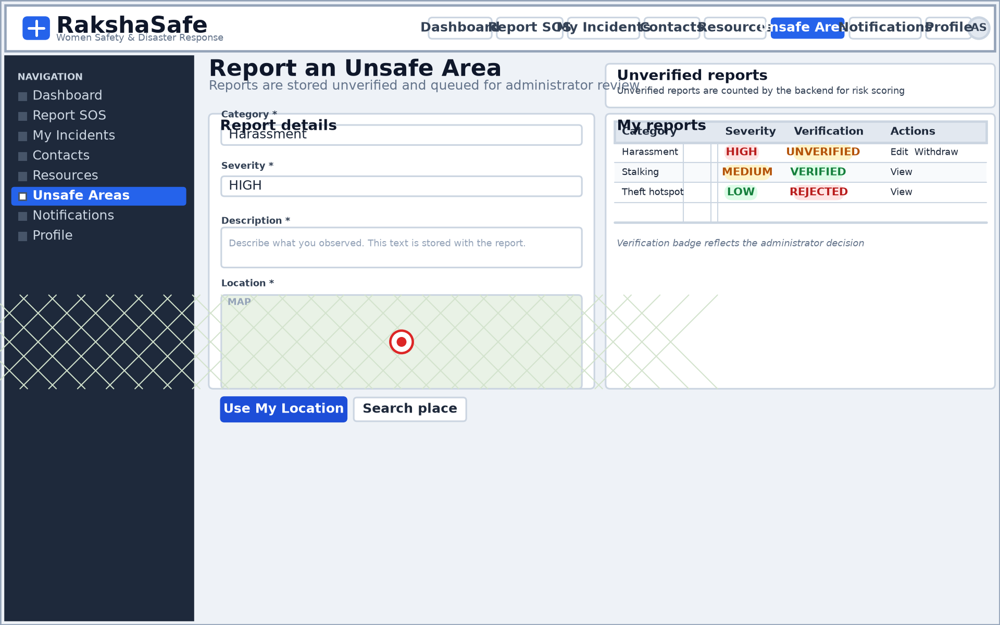 RakshaSafe
Women Safety & Disaster Response
Dashboard
Report SOS
My Incidents
Contacts
Resources
Unsafe Areas
Notifications
Profile
AS
NAVIGATION
Dashboard
Report SOS
My Incidents
Contacts
Resources
Unsafe Areas
Notifications
Profile
Report an Unsafe Area
Reports are stored unverified and queued for administrator review
Category *
Report details
Harassment
Severity *
HIGH
Description *
Describe what you observed. This text is stored with the report.
Location *
MAP
Use My Location
Search place
Unverified reports
Unverified reports are counted by the backend for risk scoring
My reports
Category Severity Verification Actions
Harassment HIGH UNVERIFIED Edit Withdraw
Stalking MEDIUM VERIFIED View
Theft hotspot LOW REJECTED View
Verification badge reflects the administrator decision